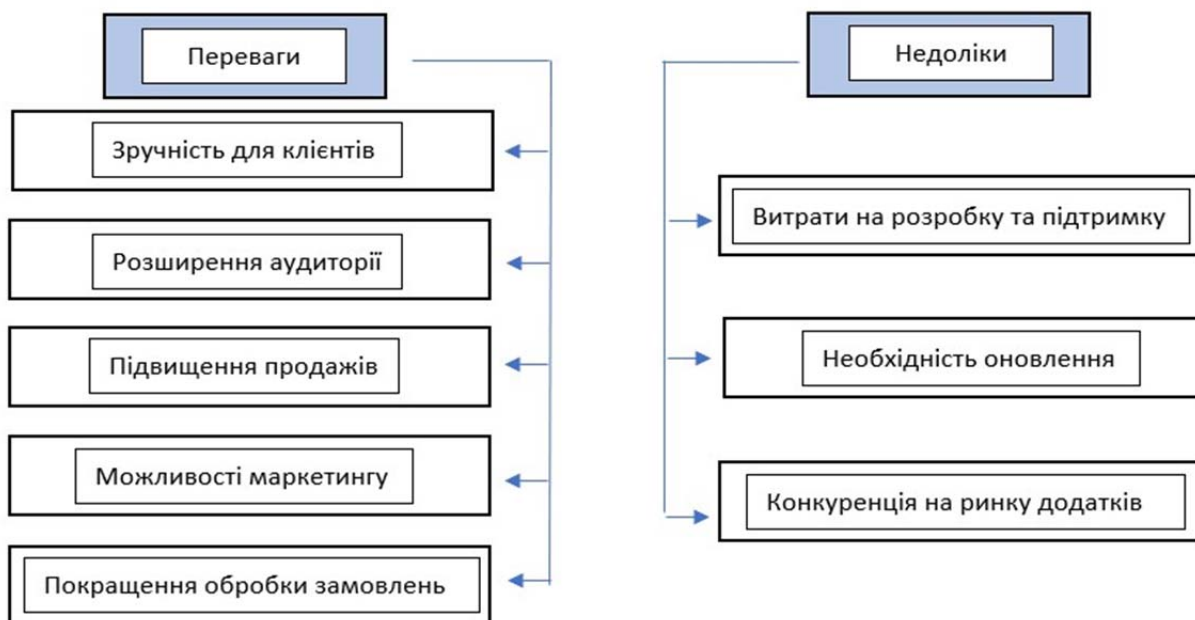 Переваги
Зручність для клієнтів
Розширення аудиторії
Підвищення продажів
Можливості маркетингу
Покращення обробки замовлень
Недоліки
Витрати на розробку та підтримку
Необхідність оновлення
Конкуренція на ринку додатків